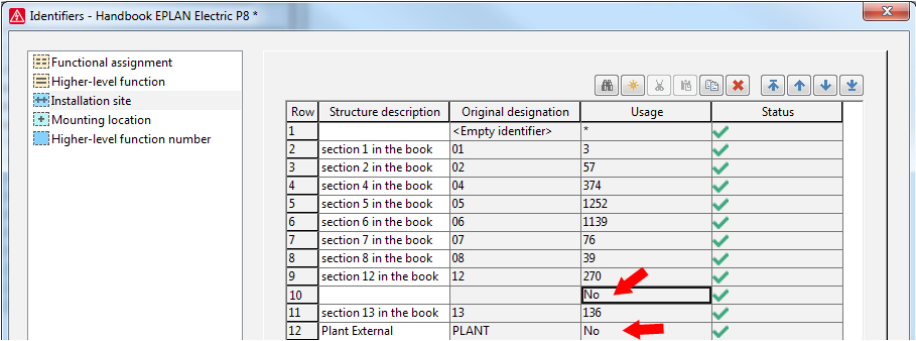 Identifiers - Handbook EPLAN Electric P8 *
Functional assignment
Higher-level function
Installation site
Mounting location
Higher-level function number
Row Structure description Original designation Usage Status
1 <Empty identifier> *
2 section 1 in the book 01 3
3 section 2 in the book 02 57
4 section 4 in the book 04 374
5 section 5 in the book 05 1252
6 section 6 in the book 06 1139
7 section 7 in the book 07 76
8 section 8 in the book 08 39
9 section 12 in the book 12 270
10 No
11 section 13 in the book 13 136
12 Plant External PLANT No